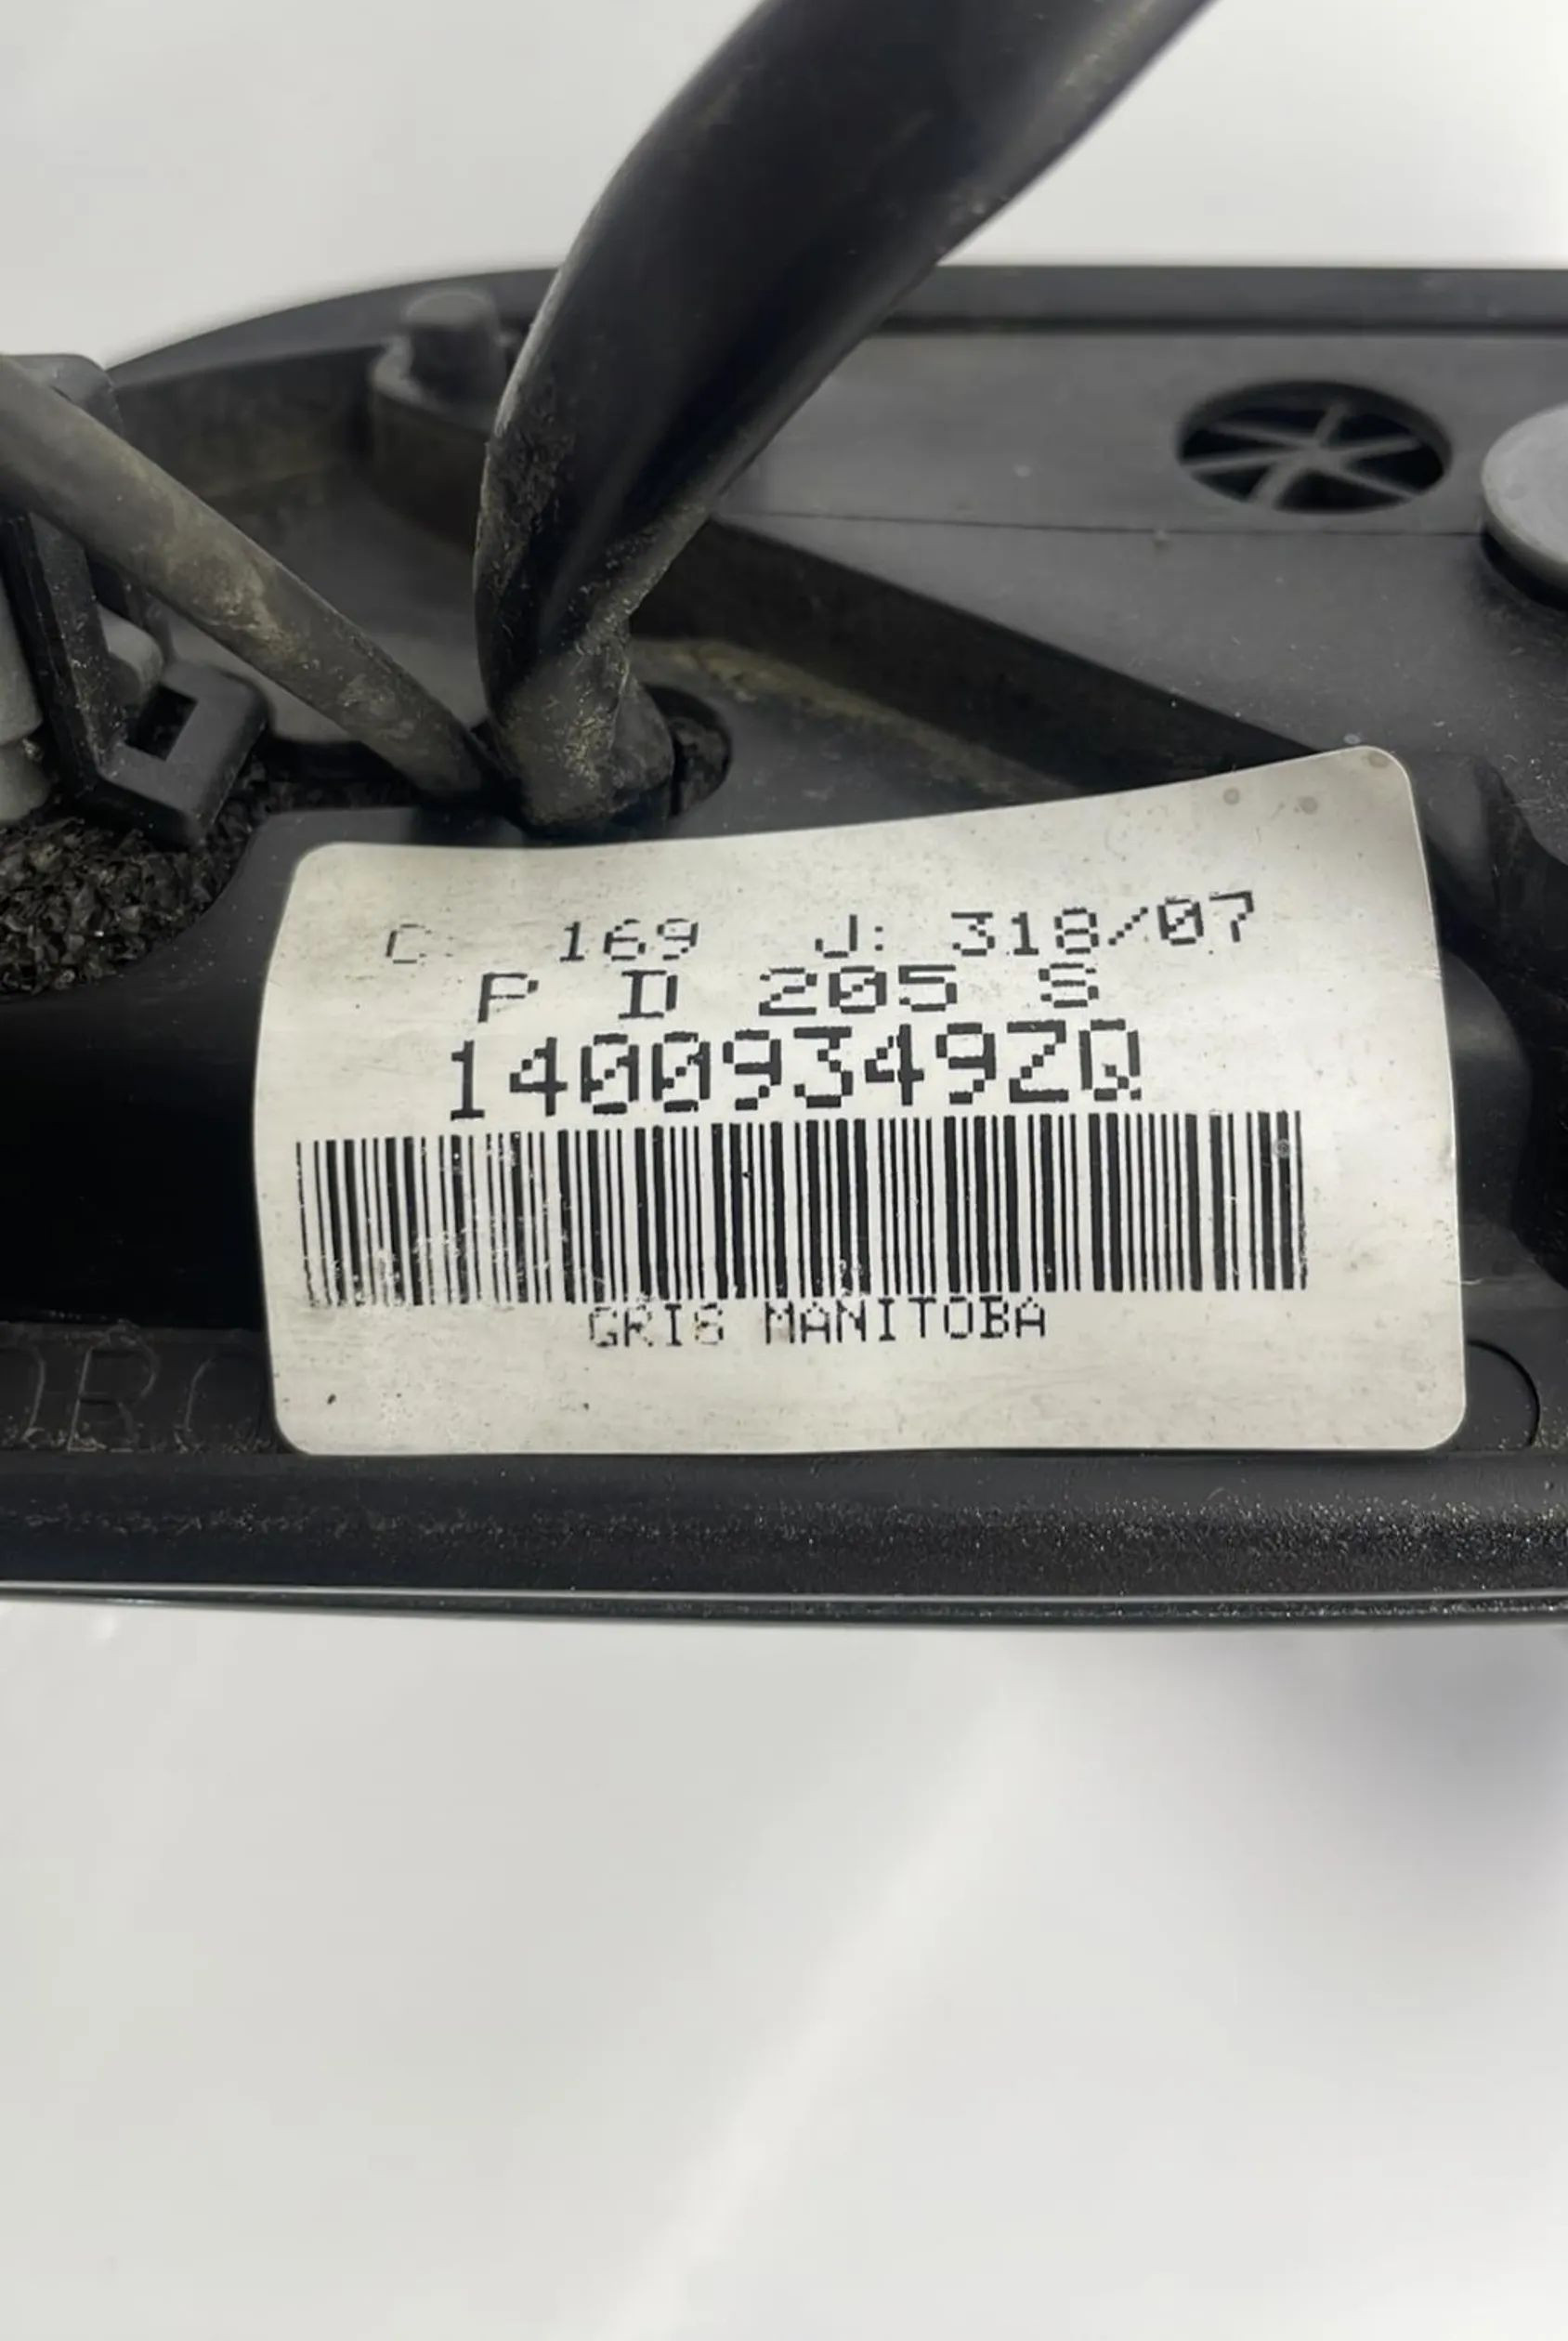 C: 169 J: 318/07
P D 205 S
14009349ZQ
GRIS MANITOBA